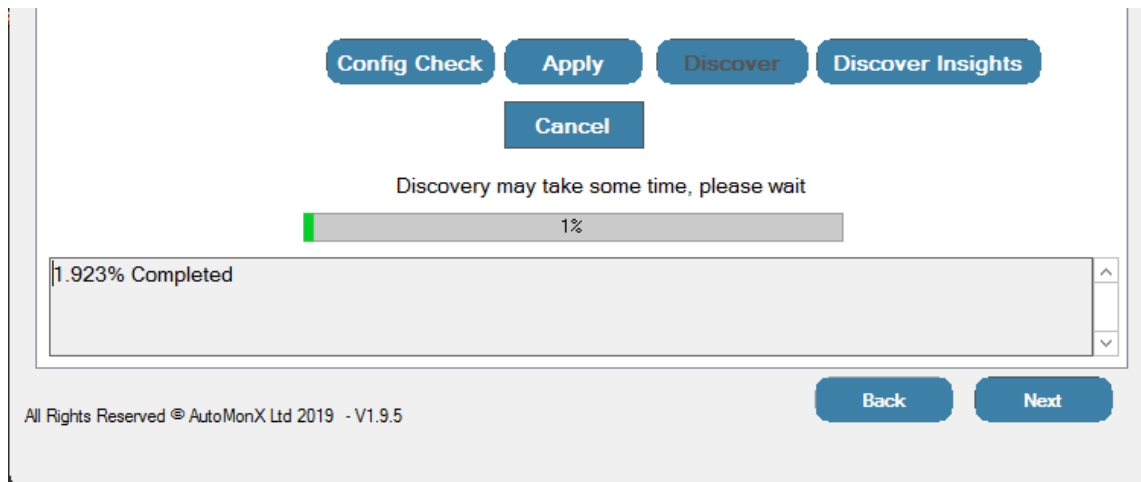 Config Check Apply Discover Discover Insights
Cancel
Discovery may take some time, please wait
1%
1.923% Completed
Back Next
All Rights Reserved © AutoMonX Ltd 2019 - V1.9.5